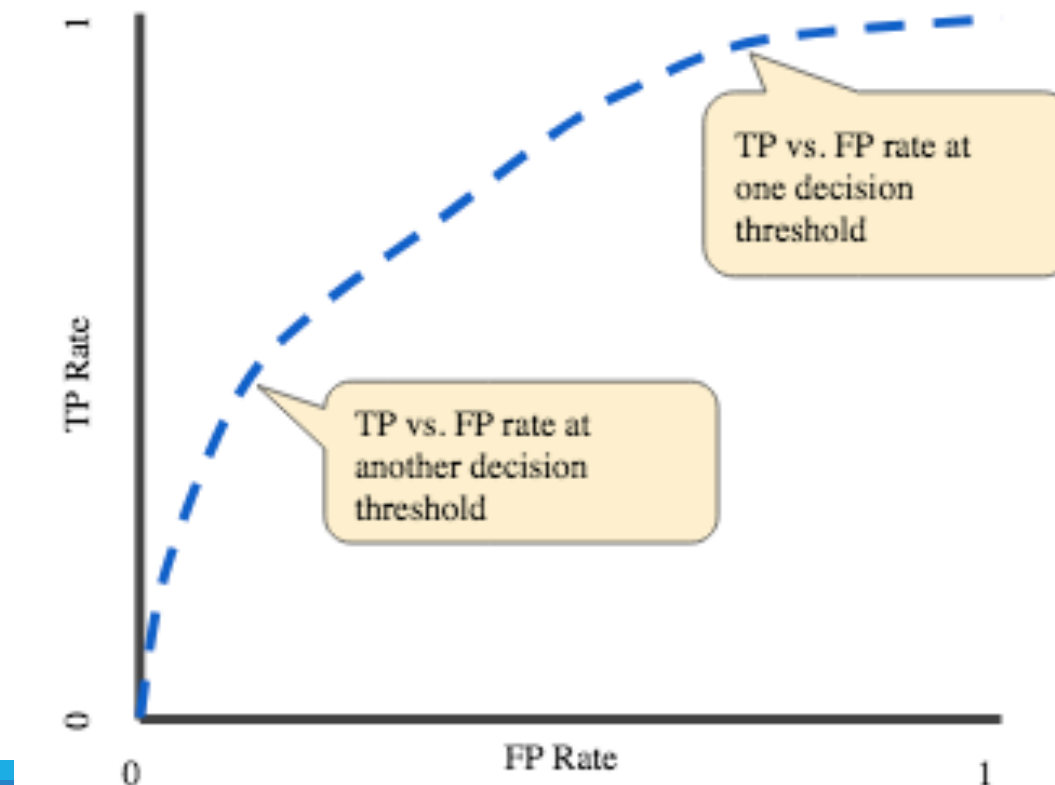 1
TP vs. FP rate at
one decision
threshold
TP Rate
TP vs. FP rate at
another decision
threshold
0
FP Rate
0
1